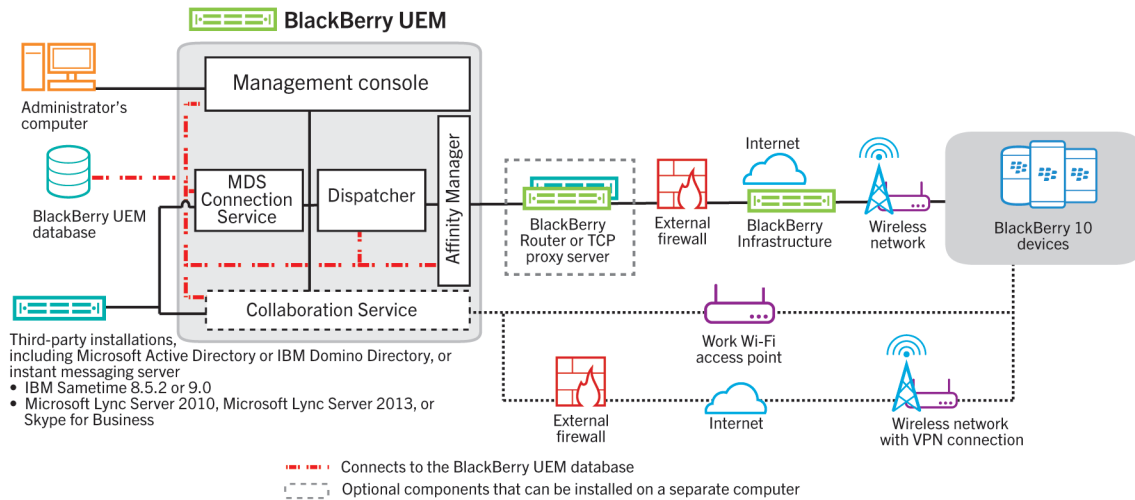 BlackBerry UEM
Management console
Administrator's
computer
MDS
Connection
Service
Dispatcher
Affinity Manager
BlackBerry UEM
database
Collaboration Service
Third-party installations,
including Microsoft Active Directory or IBM Domino Directory, or
instant messaging server
• IBM Sametime 8.5.2 or 9.0
• Microsoft Lync Server 2010, Microsoft Lync Server 2013, or
Skype for Business
BlackBerry
Router or TCP
proxy server
External
firewall
Internet
BlackBerry
Infrastructure
Wireless
network
BlackBerry 10
devices
Work Wi-Fi
access point
External
firewall
Internet
Wireless network
with VPN connection
Connects to the BlackBerry UEM database
Optional components that can be installed on a separate computer